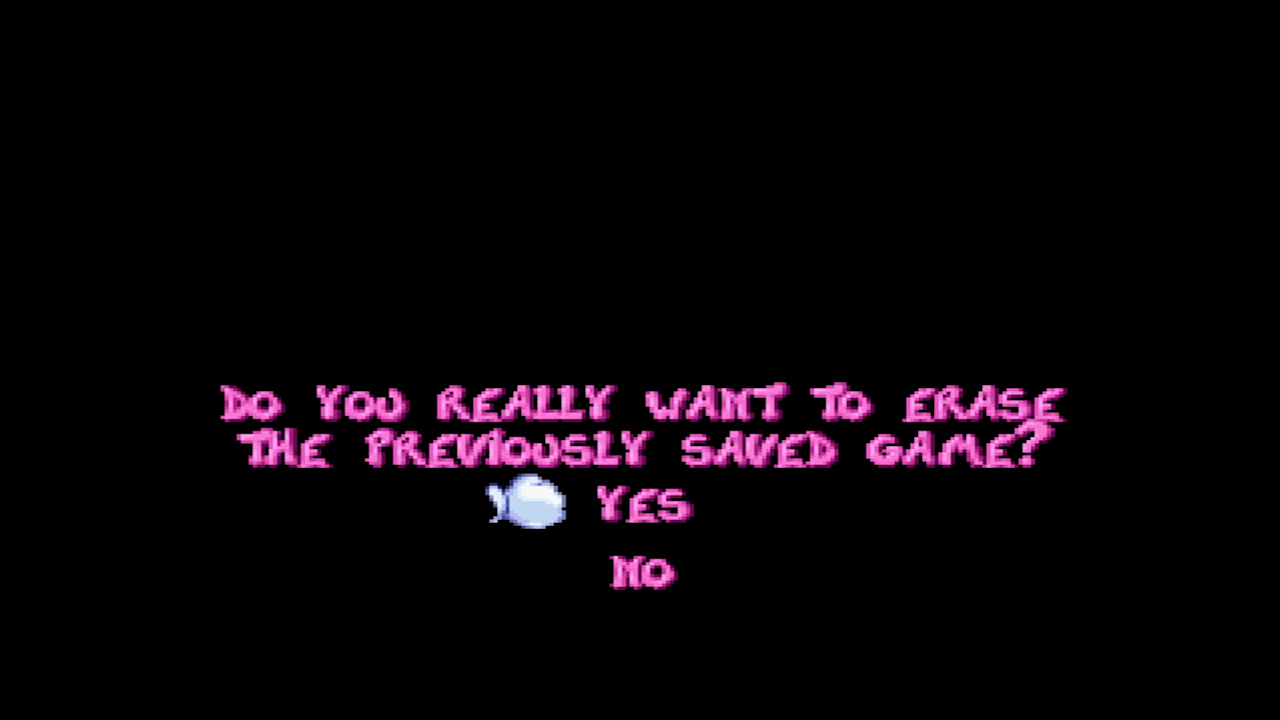 DO YOU REALLY WANT TO ERASE
THE PREVIOUSLY SAVED GAME?
YES
NO